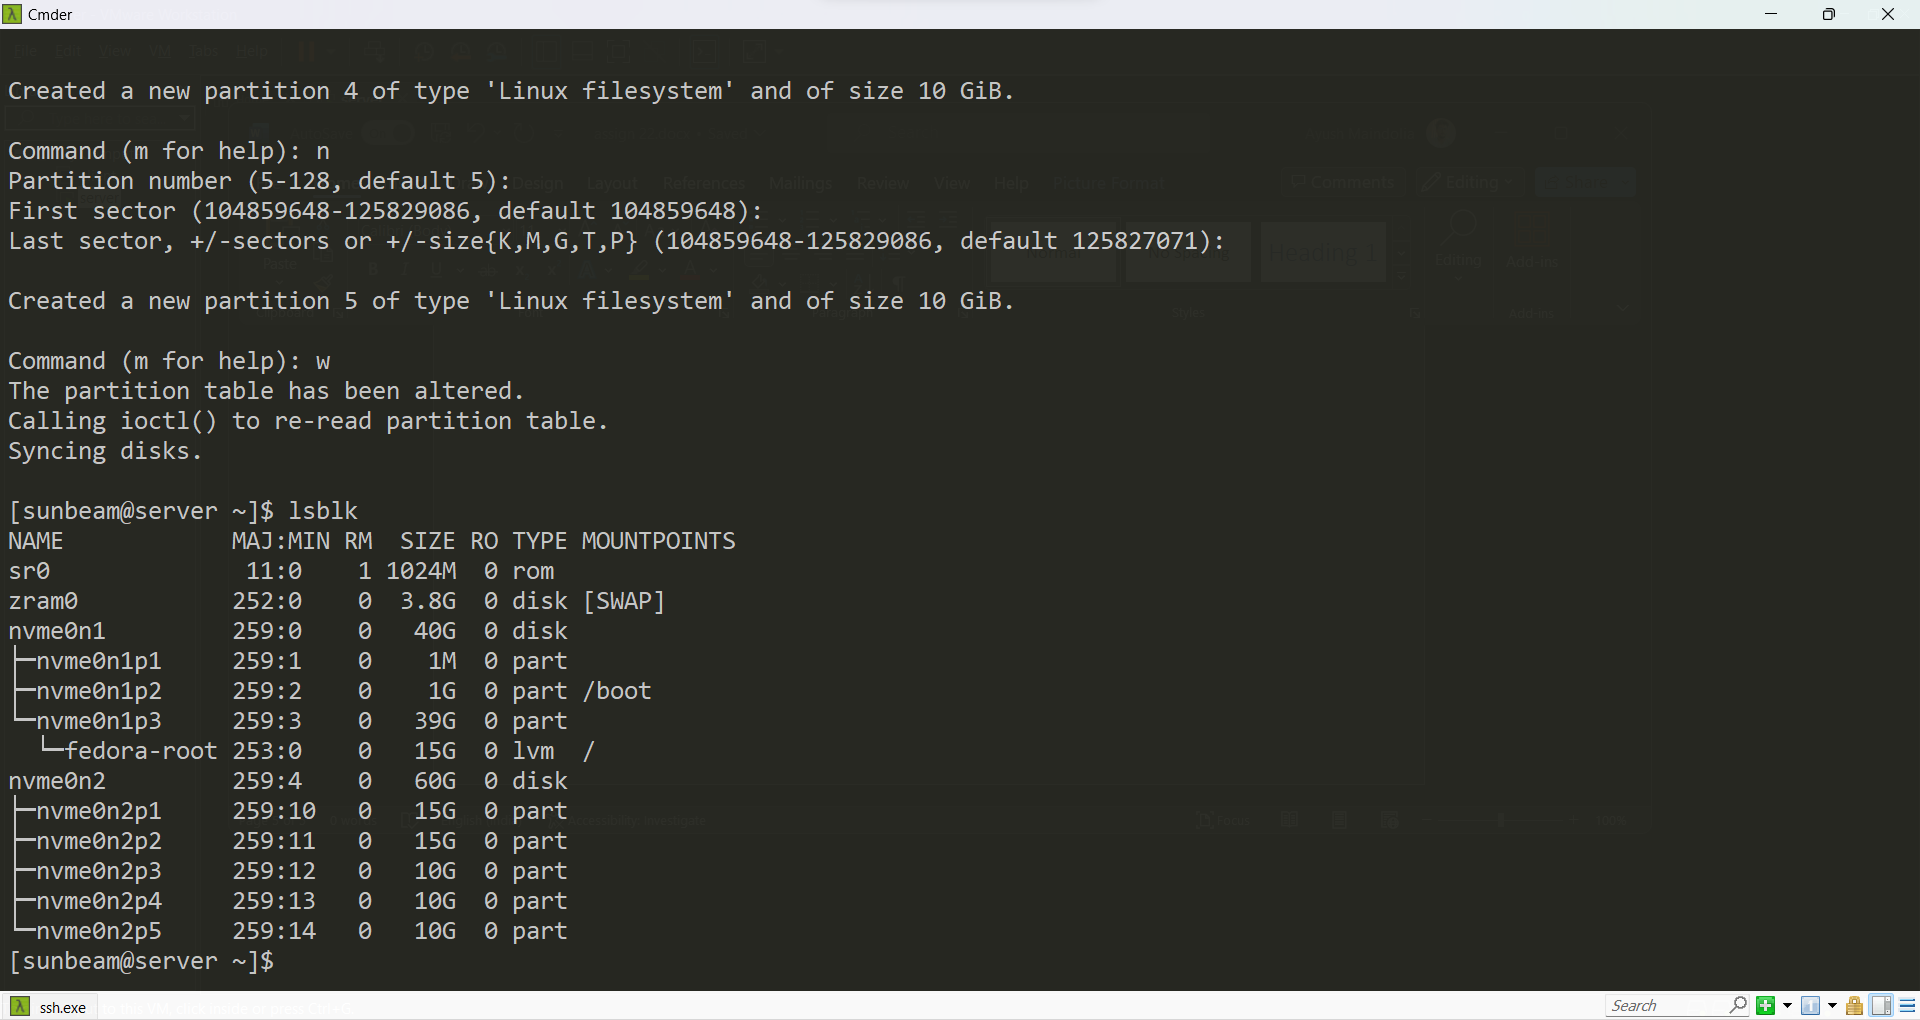 Cmder
Created a new partition 4 of type 'Linux filesystem' and of size 10 GiB.
Command (m for help): n
Partition number (5-128, default 5):
First sector (104859648-125829086, default 104859648):
Last sector, +/-sectors or +/-size{K,M,G,T,P} (104859648-125829086, default 125827071):
Created a new partition 5 of type 'Linux filesystem' and of size 10 GiB.
Command (m for help): w
The partition table has been altered.
Calling ioctl() to re-read partition table.
Syncing disks.
[sunbeam@server ~]$ lsblk
NAME MAJ:MIN RM SIZE RO TYPE MOUNTPOINTS
sr0 11:0 1 1024M 0 rom
zram0 252:0 0 3.8G 0 disk [SWAP]
nvme0n1 259:0 0 40G 0 disk
├─nvme0n1p1 259:1 0 1M 0 part
├─nvme0n1p2 259:2 0 1G 0 part /boot
└─nvme0n1p3 259:3 0 39G 0 part
└─fedora-root 253:0 0 15G 0 lvm /
nvme0n2 259:4 0 60G 0 disk
├─nvme0n2p1 259:10 0 15G 0 part
├─nvme0n2p2 259:11 0 15G 0 part
├─nvme0n2p3 259:12 0 10G 0 part
├─nvme0n2p4 259:13 0 10G 0 part
└─nvme0n2p5 259:14 0 10G 0 part
[sunbeam@server ~]$
ssh.exe
Search